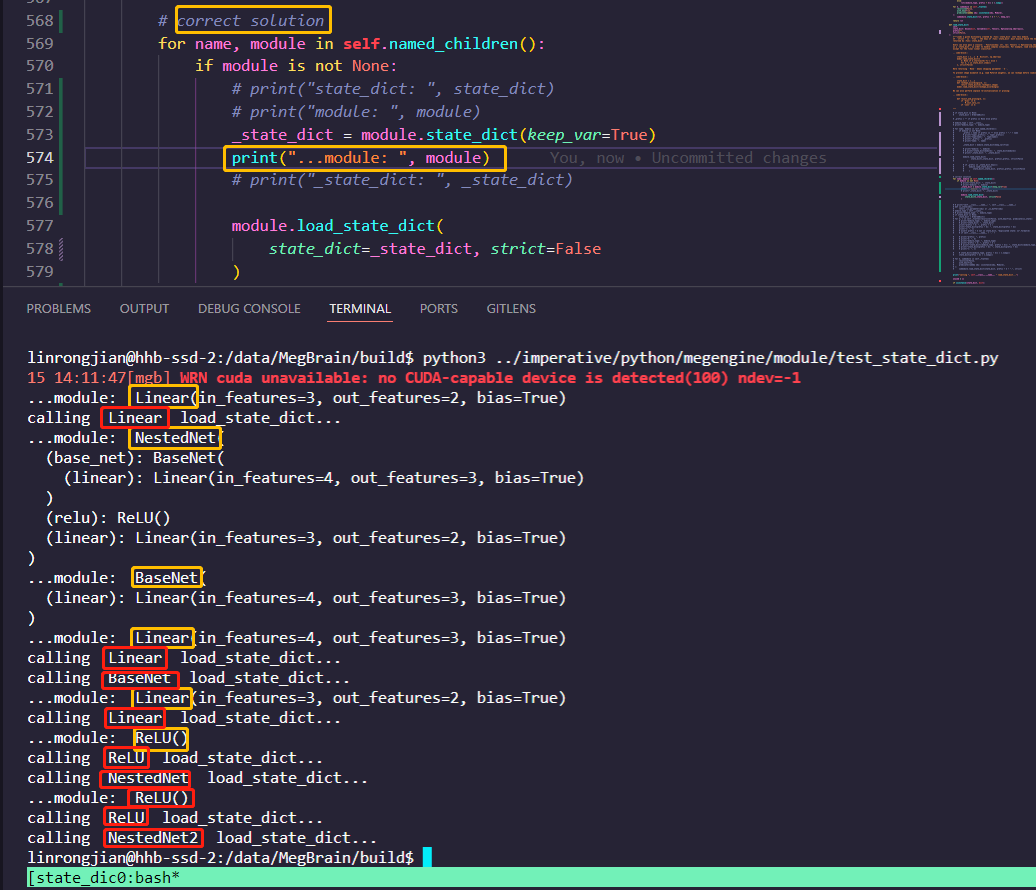 568 # correct solution
569 for name, module in self.named_children():
570 if module is not None:
571 # print("state_dict: ", state_dict)
572 # print("module: ", module)
573 _state_dict = module.state_dict(keep_var=True)
574 print("...module: ", module) You, now • Uncommitted changes
575 # print("_state_dict: ", _state_dict)
576
577 module.load_state_dict(
578 state_dict=_state_dict, strict=False
579 )
PROBLEMS OUTPUT DEBUG CONSOLE TERMINAL PORTS GITLENS
linrongjian@hhb-ssd-2:/data/MegBrain/build$ python3 ../imperative/python/megengine/module/test_state_dict.py
15 14:11:47[mgb] WRN cuda unavailable: no CUDA-capable device is detected(100) ndev=-1
...module: Linear(in_features=3, out_features=2, bias=True)
calling Linear load_state_dict...
...module: NestedNet(
(base_net): BaseNet(
(linear): Linear(in_features=4, out_features=3, bias=True)
)
(relu): ReLU()
(linear): Linear(in_features=3, out_features=2, bias=True)
)
...module: BaseNet(
(linear): Linear(in_features=4, out_features=3, bias=True)
)
...module: Linear(in_features=4, out_features=3, bias=True)
calling Linear load_state_dict...
calling BaseNet load_state_dict...
...module: Linear(in_features=3, out_features=2, bias=True)
calling Linear load_state_dict...
...module: ReLU()
calling ReLU load_state_dict...
calling NestedNet load_state_dict...
...module: ReLU()
calling ReLU load_state_dict...
calling NestedNet2 load_state_dict...
linrongjian@hhb-ssd-2:/data/MegBrain/build$
[state_dic0:bash*